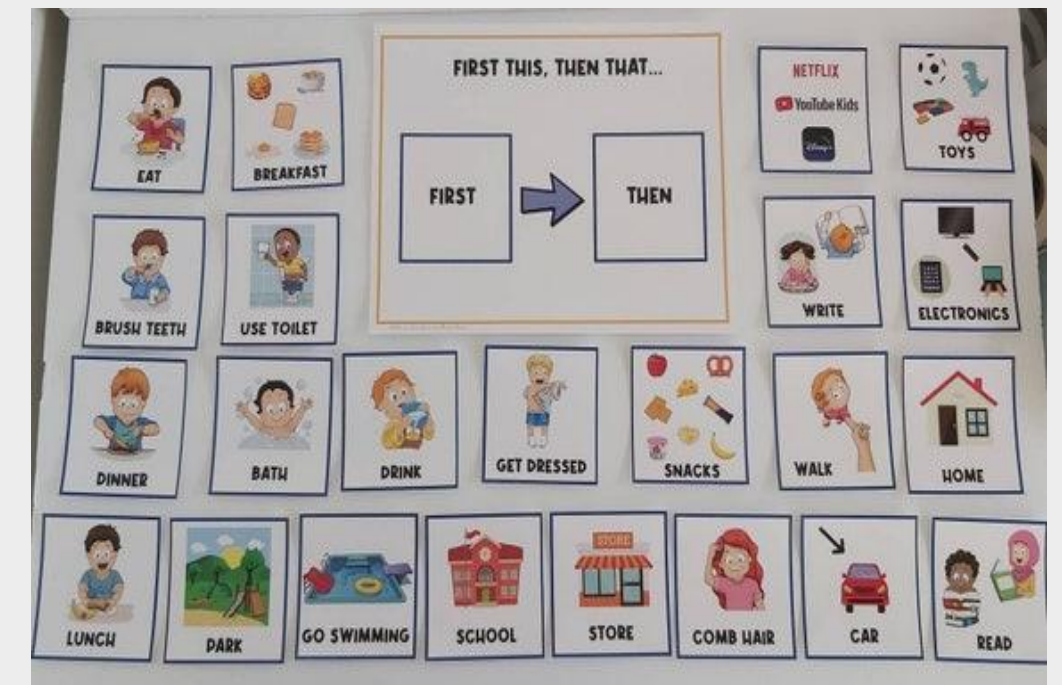 FIRST THIS, THEN THAT...
FIRST
THEN
EAT
BREAKFAST
NETFLIX
YouTube Kids
Disney+
TOYS
BRUSH TEETH
USE TOILET
WRITE
ELECTRONICS
DINNER
BATH
DRINK
GET DRESSED
SNACKS
WALK
HOME
LUNCH
PARK
GO SWIMMING
SCHOOL
STORE
STORE
COMB HAIR
CAR
READ